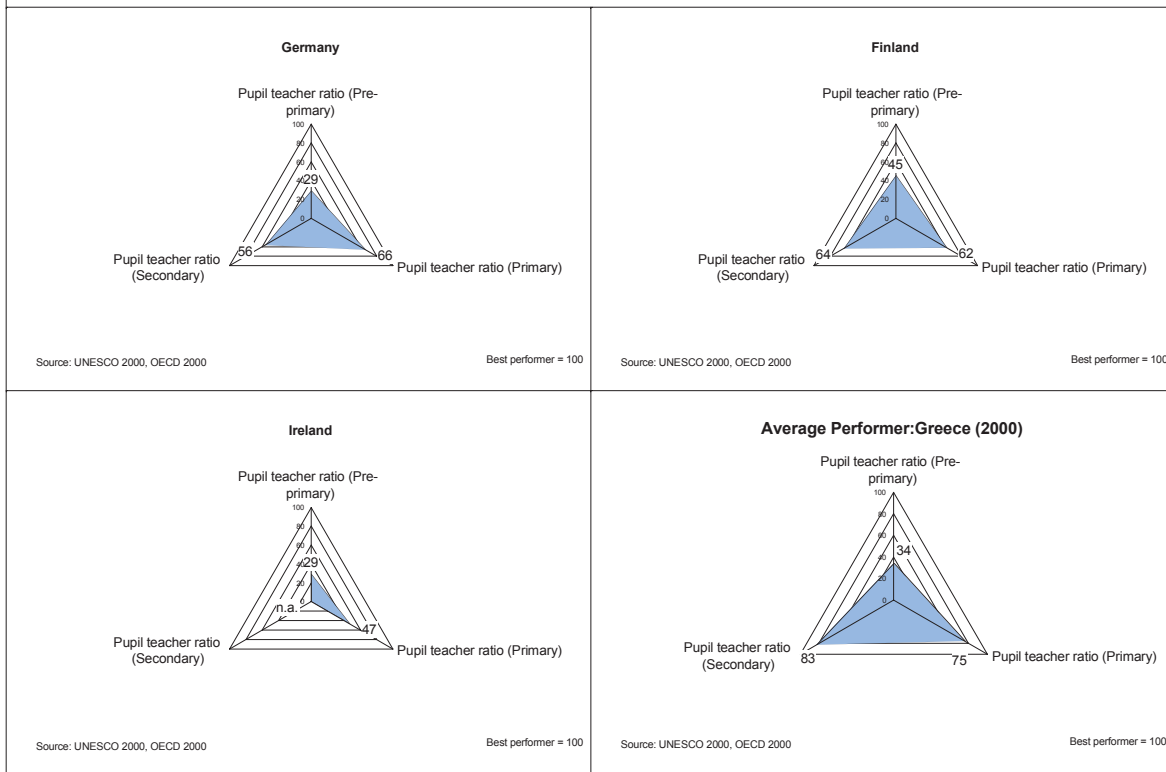 Germany
Pupil teacher ratio (Pre-
primary)
100
80
60
40
20
0
29
56
66
Pupil teacher ratio
(Secondary)
Pupil teacher ratio (Primary)
Source: UNESCO 2000, OECD 2000
Best performer = 100
Finland
Pupil teacher ratio (Pre-
primary)
100
80
60
40
20
0
45
64
62
Pupil teacher ratio
(Secondary)
Pupil teacher ratio (Primary)
Source: UNESCO 2000, OECD 2000
Best performer = 100
Ireland
Pupil teacher ratio (Pre-
primary)
100
80
60
40
20
0
29
n.a.
47
Pupil teacher ratio
(Secondary)
Pupil teacher ratio (Primary)
Source: UNESCO 2000, OECD 2000
Best performer = 100
Average Performer:Greece (2000)
Pupil teacher ratio (Pre-
primary)
100
80
60
40
20
0
34
83
75
Pupil teacher ratio
(Secondary)
Pupil teacher ratio (Primary)
Source: UNESCO 2000, OECD 2000
Best performer = 100